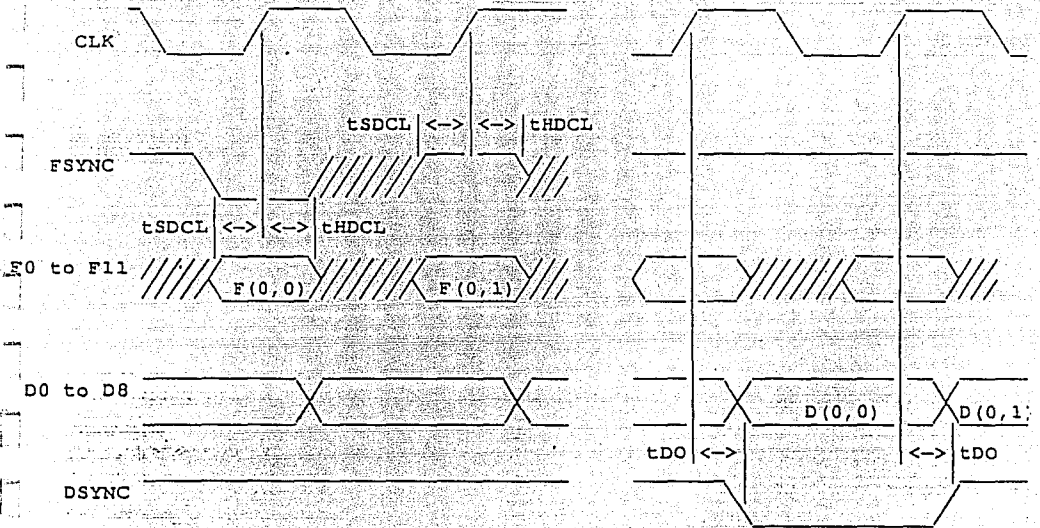 CLK
tSDCL <-> <-> tHDCL
FSYNC
tSDCL <-> <-> tHDCL
F0 to F11
F(0,0) F(0,1)
D0 to D8
D(0,0) D(0,1)
tDO <-> <-> tDO
DSYNC